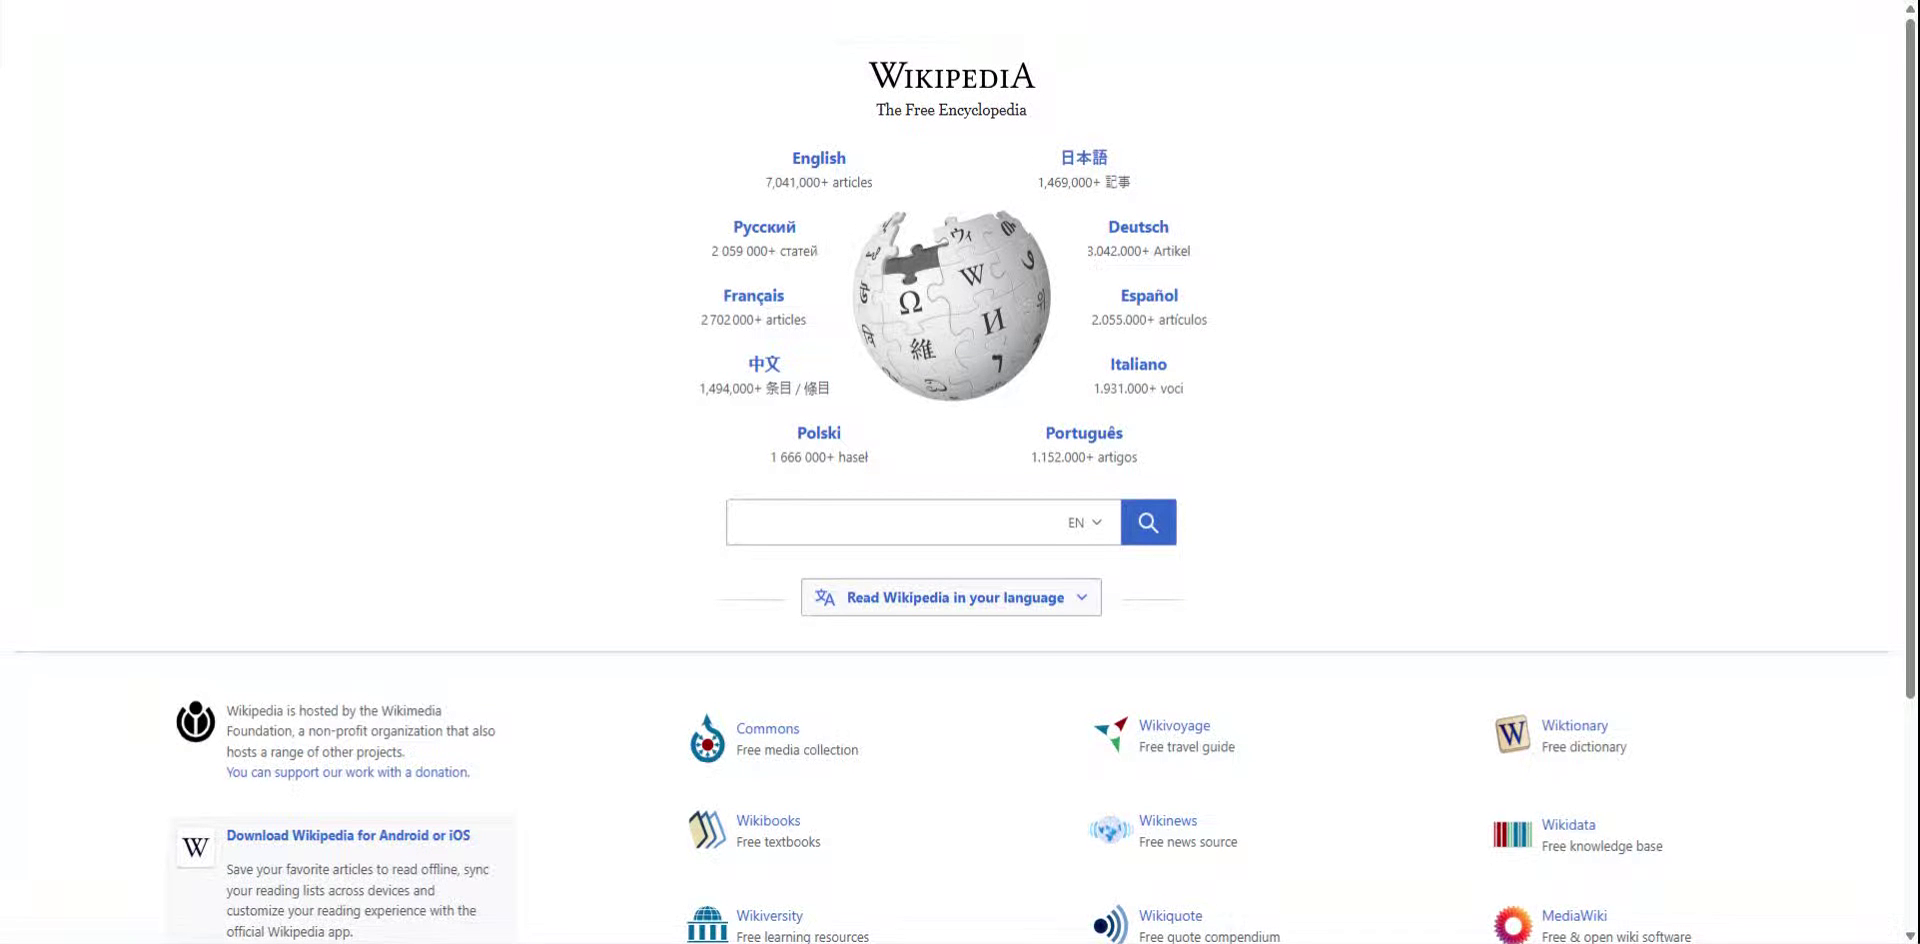 WIKIPEDIA
The Free Encyclopedia
English
7,041,000+ articles
日本語
1,469,000+ 記事
Русский
2 059 000+ статей
Deutsch
3.042.000+ Artikel
Français
2 702 000+ articles
Español
2.055.000+ artículos
中文
1,494,000+ 条目 / 條目
Italiano
1.931.000+ voci
Polski
1 666 000+ haseł
Português
1.152.000+ artigos
Ω
W
И
維
ウィ
7
EN
Read Wikipedia in your language
Wikipedia is hosted by the Wikimedia
Foundation, a non-profit organization that also
hosts a range of other projects.
You can support our work with a donation.
W
Download Wikipedia for Android or iOS
Save your favorite articles to read offline, sync
your reading lists across devices and
customize your reading experience with the
official Wikipedia app.
Commons
Free media collection
Wikivoyage
Free travel guide
W
Wiktionary
Free dictionary
Wikibooks
Free textbooks
Wikinews
Free news source
Wikidata
Free knowledge base
Wikiversity
Free learning resources
Wikiquote
Free quote compendium
MediaWiki
Free & open wiki software